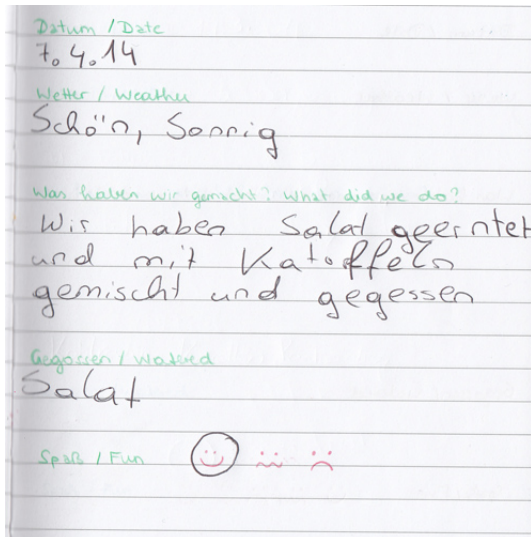 Datum / Date
7.4.14
Wetter / Weather
Schön, Sonnig
Was haben wir gemacht? What did we do?
Wir haben Salat geerntet
und mit Katoffeln
gemischt und gegessen
Gegossen / Watered
Salat
Spaß / Fun